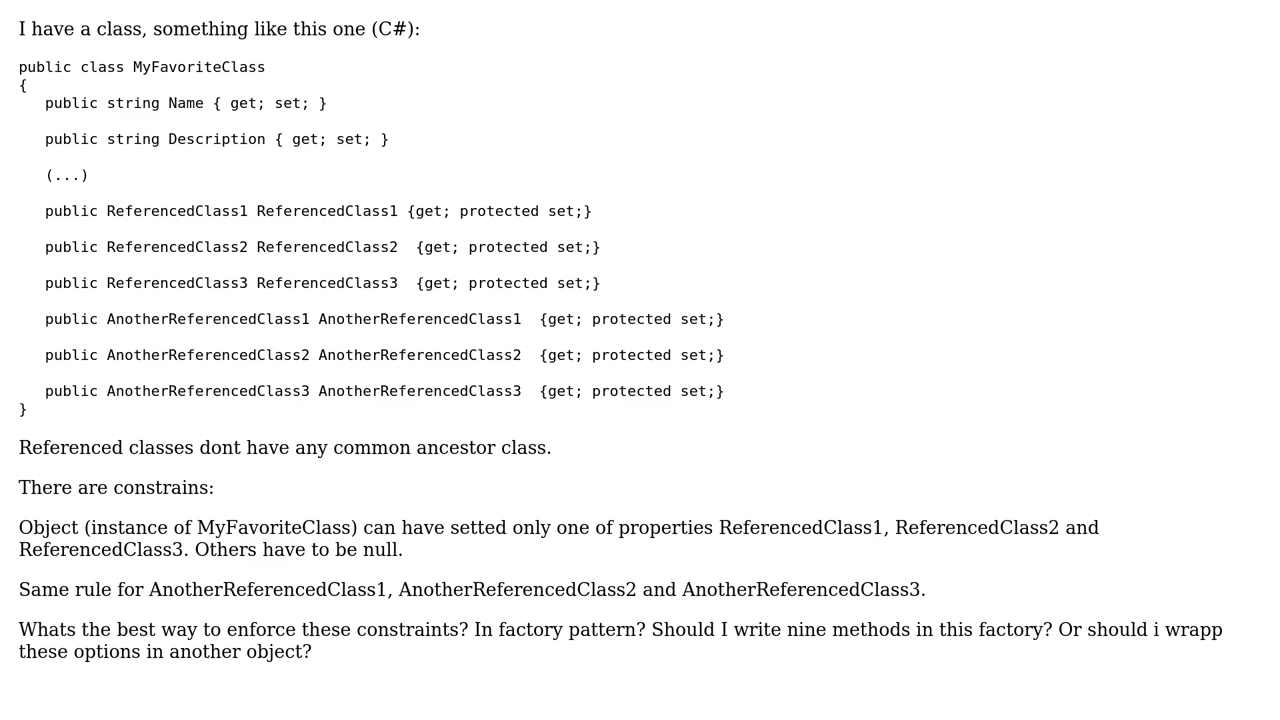 I have a class, something like this one (C#):
public class MyFavoriteClass
{
   public string Name { get; set; }
   public string Description { get; set; }
   (...)
   public ReferencedClass1 ReferencedClass1 {get; protected set;}
   public ReferencedClass2 ReferencedClass2  {get; protected set;}
   public ReferencedClass3 ReferencedClass3  {get; protected set;}
   public AnotherReferencedClass1 AnotherReferencedClass1  {get; protected set;}
   public AnotherReferencedClass2 AnotherReferencedClass2  {get; protected set;}
   public AnotherReferencedClass3 AnotherReferencedClass3  {get; protected set;}
}
Referenced classes dont have any common ancestor class.
There are constrains:
Object (instance of MyFavoriteClass) can have setted only one of properties ReferencedClass1, ReferencedClass2 and
ReferencedClass3. Others have to be null.
Same rule for AnotherReferencedClass1, AnotherReferencedClass2 and AnotherReferencedClass3.
Whats the best way to enforce these constraints? In factory pattern? Should I write nine methods in this factory? Or should i wrapp
these options in another object?